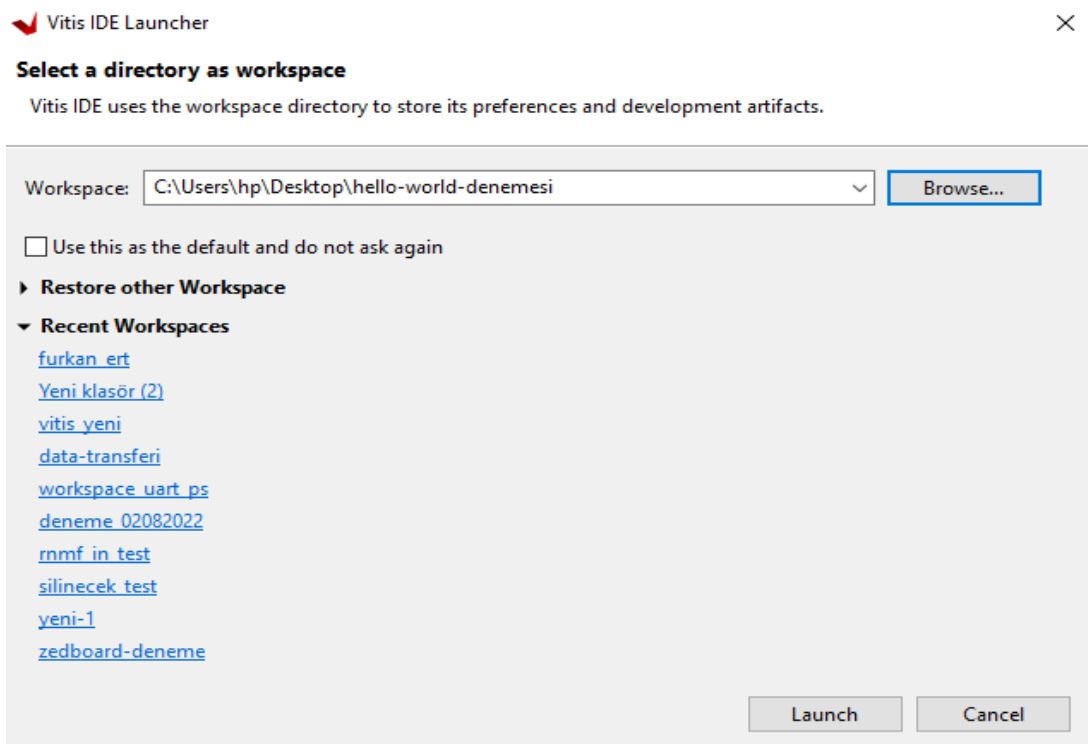 Vitis IDE Launcher
Select a directory as workspace
Vitis IDE uses the workspace directory to store its preferences and development artifacts.
Workspace: C:\Users\hp\Desktop\hello-world-denemesi Browse...
Use this as the default and do not ask again
Restore other Workspace
Recent Workspaces
furkan_ert
Yeni klasör (2)
vitis_yeni
data-transferi
workspace_uart_ps
deneme_02082022
rnmf_in_test
silinecek_test
yeni-1
zedboard-deneme
Launch Cancel